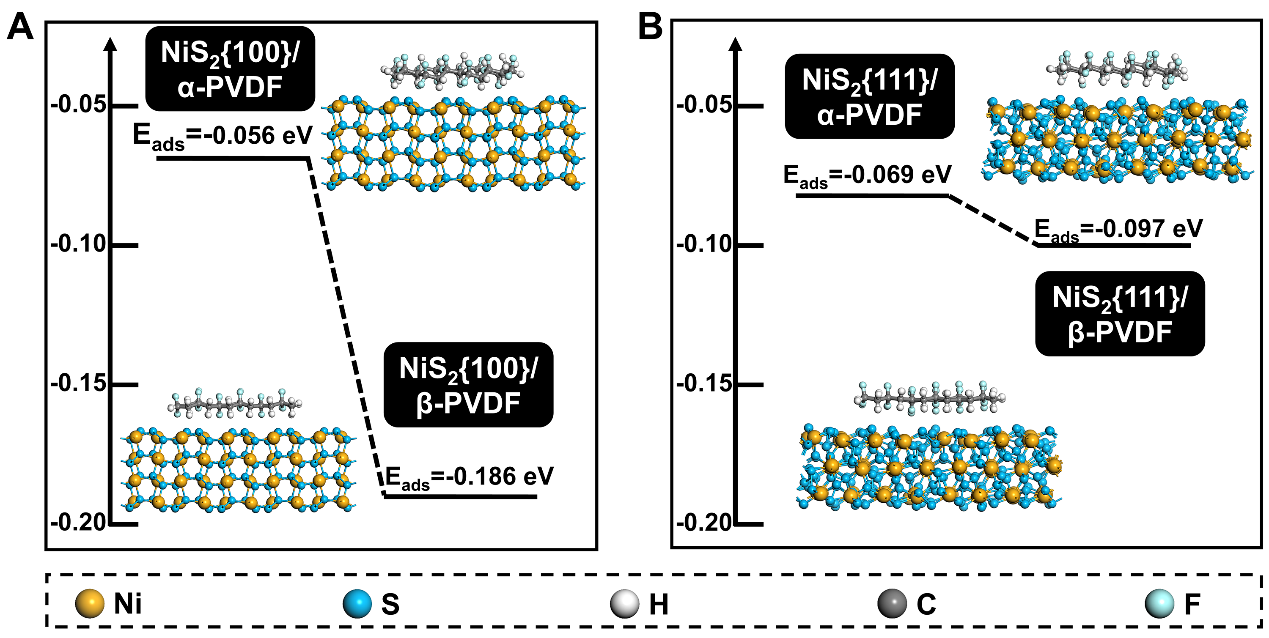 A
NiS₂{100}/
α-PVDF
-0.05
Eads=-0.056 eV
-0.10
-0.15
NiS₂{100}/
β-PVDF
Eads=-0.186 eV
-0.20
B
NiS₂{111}/
α-PVDF
-0.05
Eads=-0.069 eV
-0.10
Eads=-0.097 eV
NiS₂{111}/
β-PVDF
-0.15
-0.20
Ni
S
H
C
F